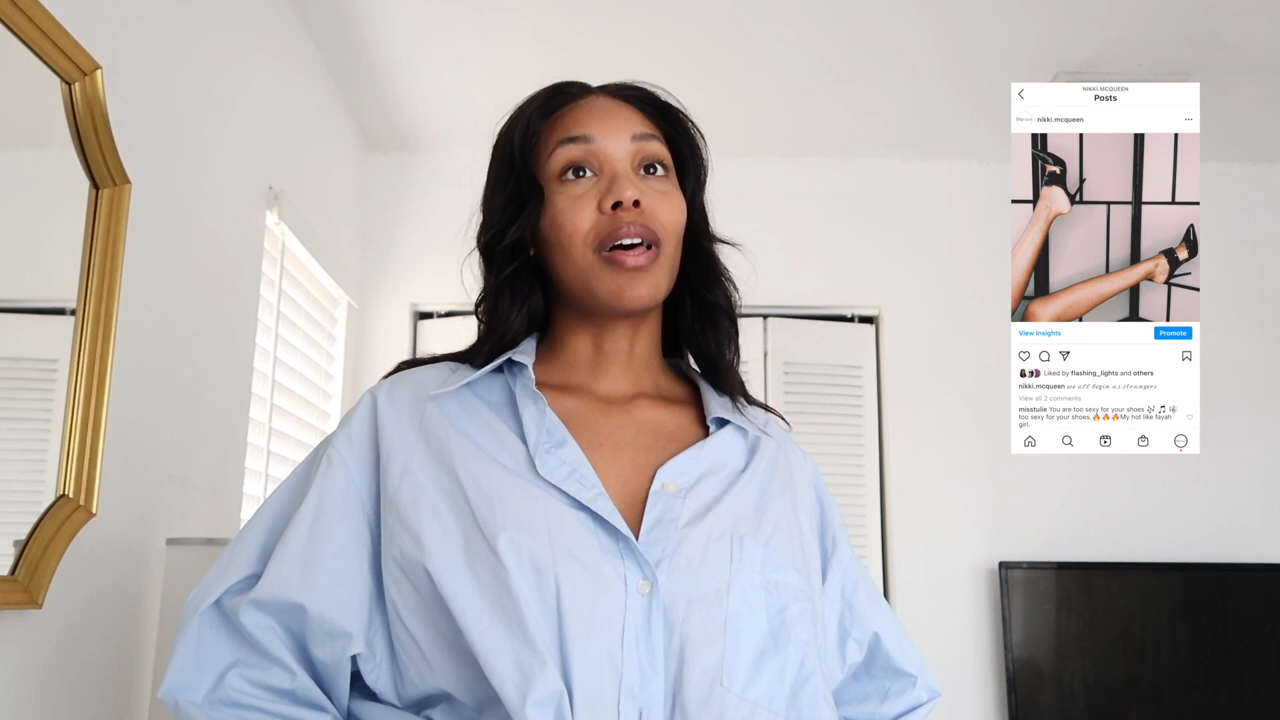 NIKKI.MCQUEEN
Posts
nikki.mcqueen
View Insights
Promote
Liked by flashing_lights and others
nikki.mcqueen we all begin as strangers
View all 2 comments
misstulie You are too sexy for your shoes 🎶 🎵 🎼
too sexy for your shoes. 🔥🔥🔥My hot like fayah
girl.